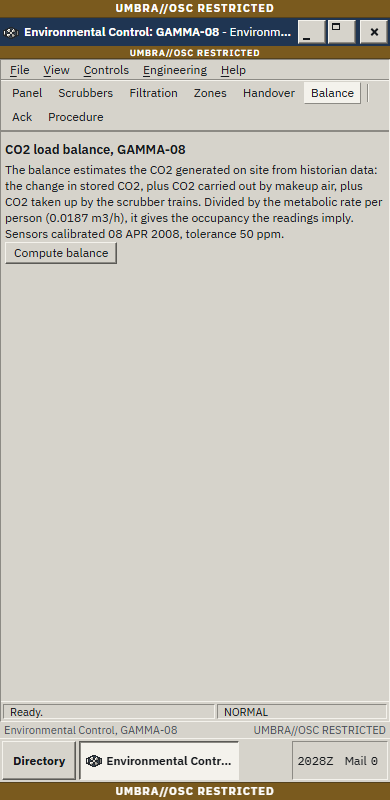 UMBRA//OSC RESTRICTED
Environmental Control: GAMMA-08 - Environm...
UMBRA//OSC RESTRICTED
File View Controls Engineering Help
Panel Scrubbers Filtration Zones Handover Balance
Ack Procedure
CO2 load balance, GAMMA-08
The balance estimates the CO2 generated on site from historian data:
the change in stored CO2, plus CO2 carried out by makeup air, plus
CO2 taken up by the scrubber trains. Divided by the metabolic rate per
person (0.0187 m3/h), it gives the occupancy the readings imply.
Sensors calibrated 08 APR 2008, tolerance 50 ppm.
Compute balance
Ready. NORMAL
Environmental Control, GAMMA-08 UMBRA//OSC RESTRICTED
Directory Environmental Contr... 2028Z Mail 0
UMBRA//OSC RESTRICTED